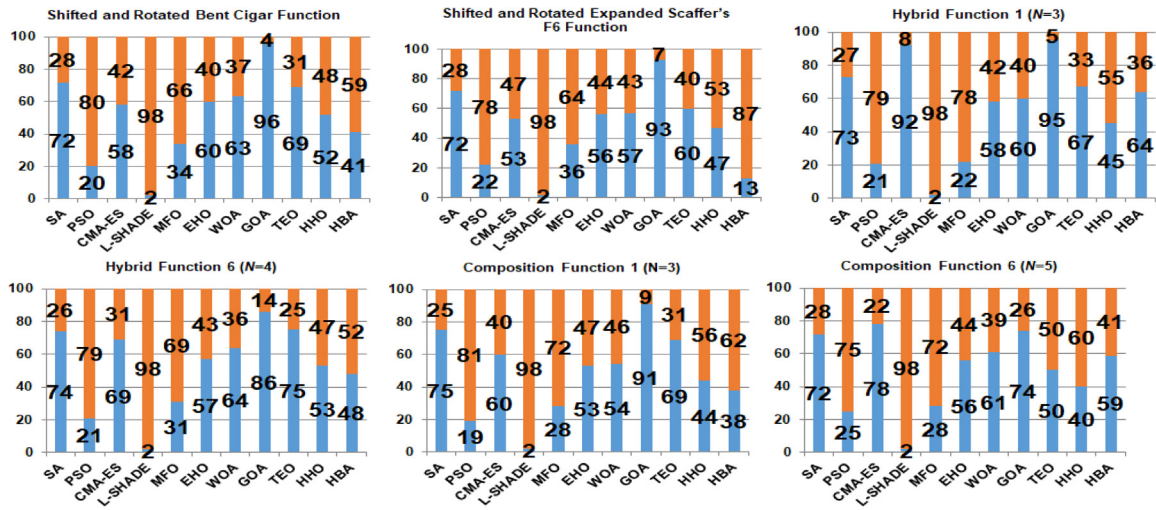 Shifted and Rotated Bent Cigar Function
100
80
60
40
20
0
28 80 42 98 66 40 37 4 31 48 59
72 20 58 2 34 60 63 96 69 52 41
SA PSO CMA-ES L-SHADE MFO EHO WOA GOA TEO HHO HBA
Shifted and Rotated Expanded Scaffer's
F6 Function
100
80
60
40
20
0
28 78 47 98 64 44 43 7 40 53 87
72 22 53 2 36 56 57 93 60 47 13
SA PSO CMA-ES L-SHADE MFO EHO WOA GOA TEO HHO HBA
Hybrid Function 1 (N=3)
100
80
60
40
20
0
27 79 8 98 78 42 40 5 33 55 36
73 21 92 2 22 58 60 95 67 45 64
SA PSO CMA-ES L-SHADE MFO EHO WOA GOA TEO HHO HBA
Hybrid Function 6 (N=4)
100
80
60
40
20
0
26 79 31 98 69 43 36 14 25 47 52
74 21 69 2 31 57 64 86 75 53 48
SA PSO CMA-ES L-SHADE MFO EHO WOA GOA TEO HHO HBA
Composition Function 1 (N=3)
100
80
60
40
20
0
25 81 40 98 72 47 46 9 31 56 62
75 19 60 2 28 53 54 91 69 44 38
SA PSO CMA-ES L-SHADE MFO EHO WOA GOA TEO HHO HBA
Composition Function 6 (N=5)
100
80
60
40
20
0
28 75 22 98 72 44 39 26 50 60 41
72 25 78 2 28 56 61 74 50 40 59
SA PSO CMA-ES L-SHADE MFO EHO WOA GOA TEO HHO HBA